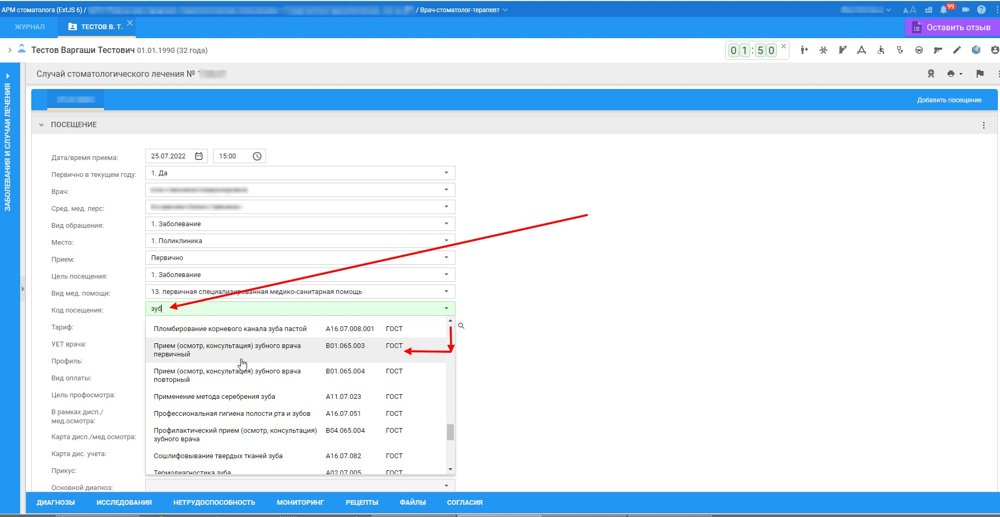 АРМ стоматолога (ExtJS 6) /
/ Врач-стоматолог-терапевт
АА
99
ЖУРНАЛ
ТЕСТОВ В. Т.
Оставить отзыв
Тестов Варгаши Тестович 01.01.1990 (32 года)
01:50
Случай стоматологического лечения №
Добавить посещение
ЗАБОЛЕВАНИЯ И СЛУЧАИ ЛЕЧЕНИЯ
ПОСЕЩЕНИЕ
Дата/время приема: 25.07.2022 15:00
Первично в текущем году: 1. Да
Врач:
Сред. мед. перс:
Вид обращения: 1. Заболевание
Место: 1. Поликлиника
Прием: Первично
Цель посещения: 1. Заболевание
Вид мед. помощи: 13. первичная специализированная медико-санитарная помощь
Код посещения: зуб
Тариф:
УЕТ врача:
Профиль:
Вид оплаты:
Цель профосмотра:
В рамках дисп./
мед.осмотра:
Карта дисп./мед.осмотра:
Карта дис. учета:
Прикус:
Основной диагноз:
Пломбирование корневого канала зуба пастой A16.07.008.001 ГОСТ
Прием (осмотр, консультация) зубного врача B01.065.003 ГОСТ
первичный
Прием (осмотр, консультация) зубного врача B01.065.004 ГОСТ
повторный
Применение метода серебрения зуба A11.07.023 ГОСТ
Профессиональная гигиена полости рта и зубов A16.07.051 ГОСТ
Профилактический прием (осмотр, консультация) B04.065.004 ГОСТ
зубного врача
Сошлифовывание твердых тканей зуба A16.07.082 ГОСТ
Термодиагностика зуба A02.07.005 ГОСТ
ДИАГНОЗЫ ИССЛЕДОВАНИЯ НЕТРУДОСПОСОБНОСТЬ МОНИТОРИНГ РЕЦЕПТЫ ФАЙЛЫ СОГЛАСИЯ